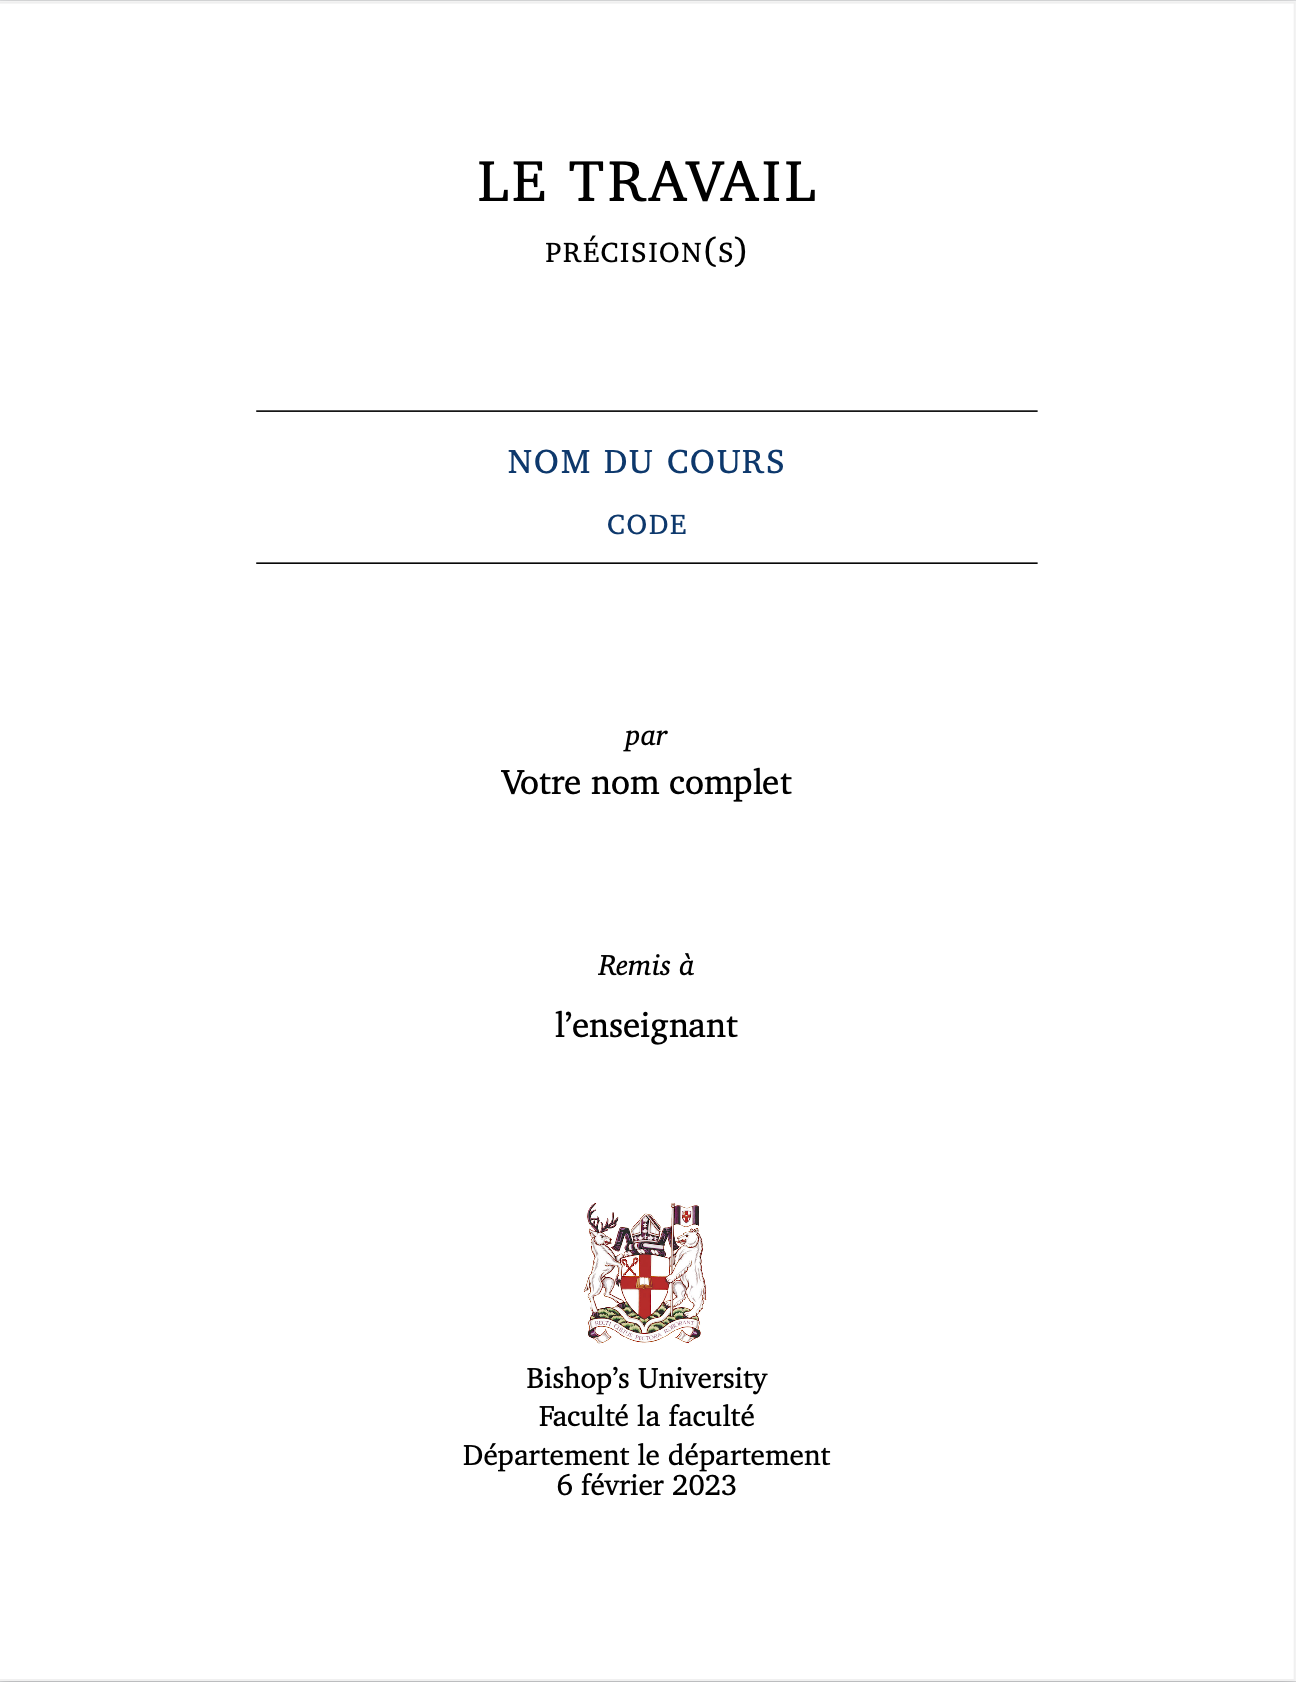 LE TRAVAIL
PRÉCISION(S)
NOM DU COURS
CODE
par
Votre nom complet
Remis à
l’enseignant
Bishop’s University
Faculté la faculté
Département le département
6 février 2023